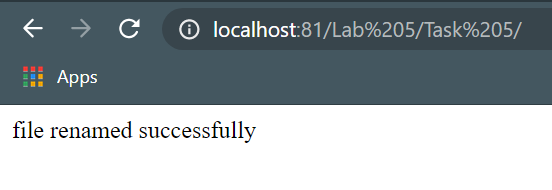 localhost:81/Lab%205/Task%205/
Apps
file renamed successfully